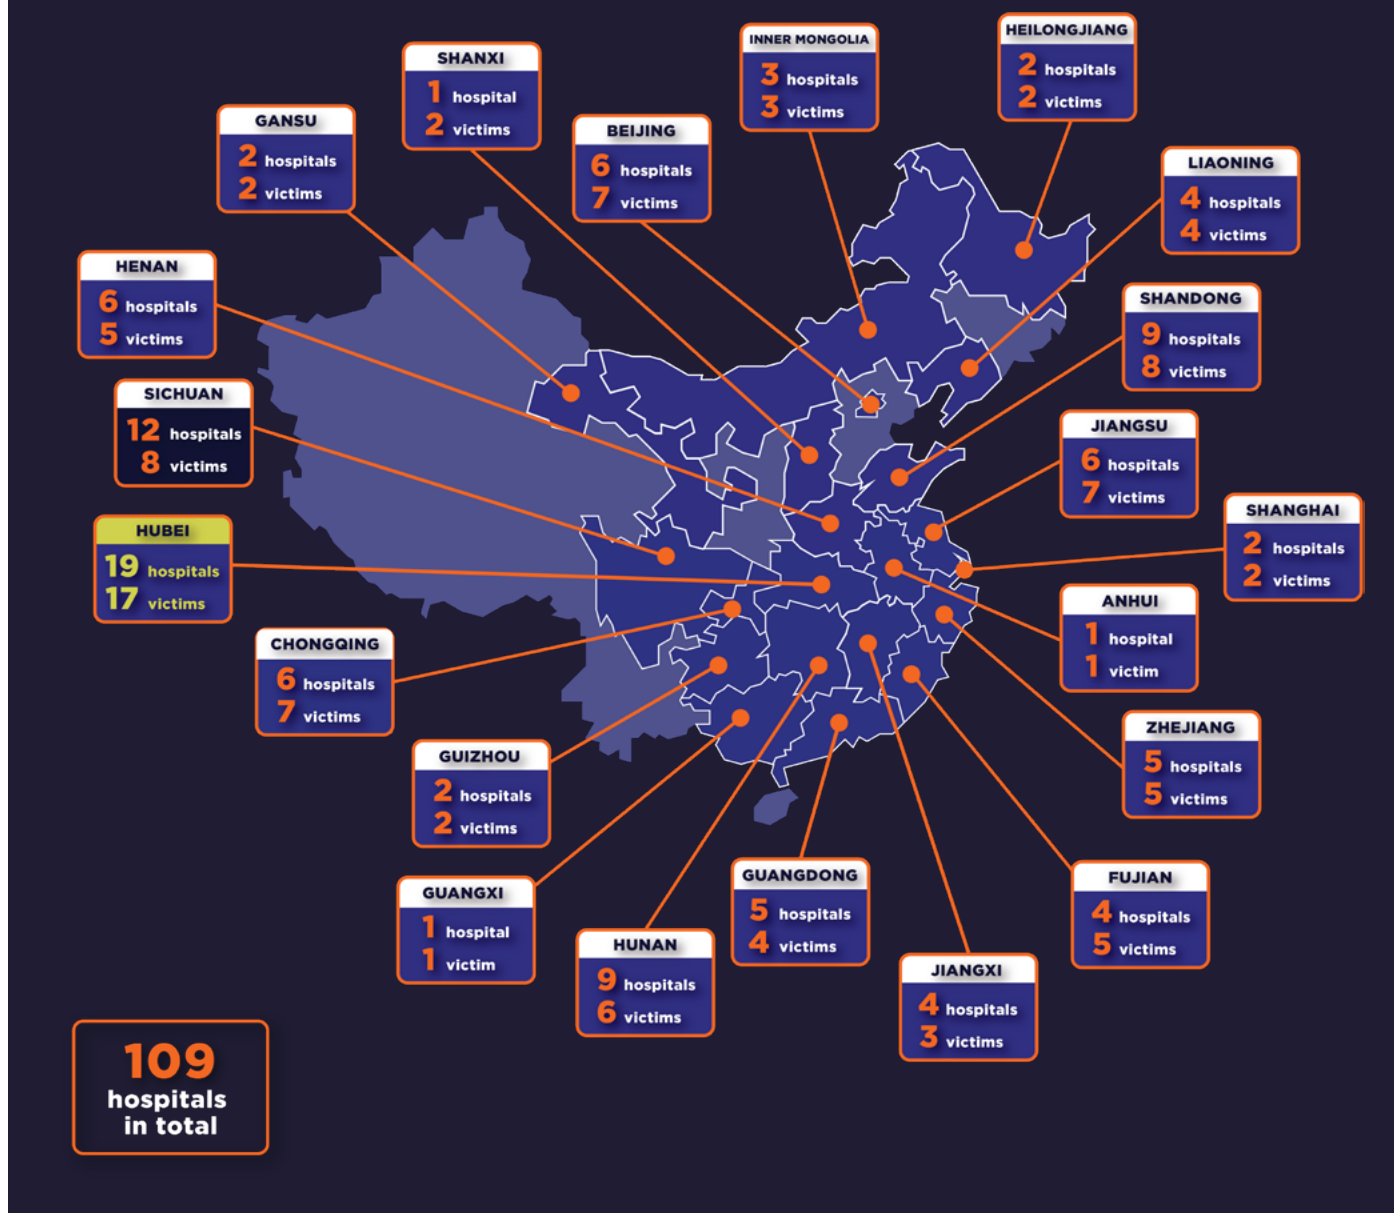 INNER MONGOLIA
3 hospitals
3 victims
HEILONGJIANG
2 hospitals
2 victims
SHANXI
1 hospital
2 victims
GANSU
2 hospitals
2 victims
BEIJING
6 hospitals
7 victims
LIAONING
4 hospitals
4 victims
HENAN
6 hospitals
5 victims
SHANDONG
9 hospitals
8 victims
SICHUAN
12 hospitals
8 victims
JIANGSU
6 hospitals
7 victims
HUBEI
19 hospitals
17 victims
SHANGHAI
2 hospitals
2 victims
ANHUI
1 hospital
1 victim
CHONGQING
6 hospitals
7 victims
ZHEJIANG
5 hospitals
5 victims
GUIZHOU
2 hospitals
2 victims
GUANGXI
1 hospital
1 victim
GUANGDONG
5 hospitals
4 victims
FUJIAN
4 hospitals
5 victims
HUNAN
9 hospitals
6 victims
JIANGXI
4 hospitals
3 victims
109
hospitals
in total